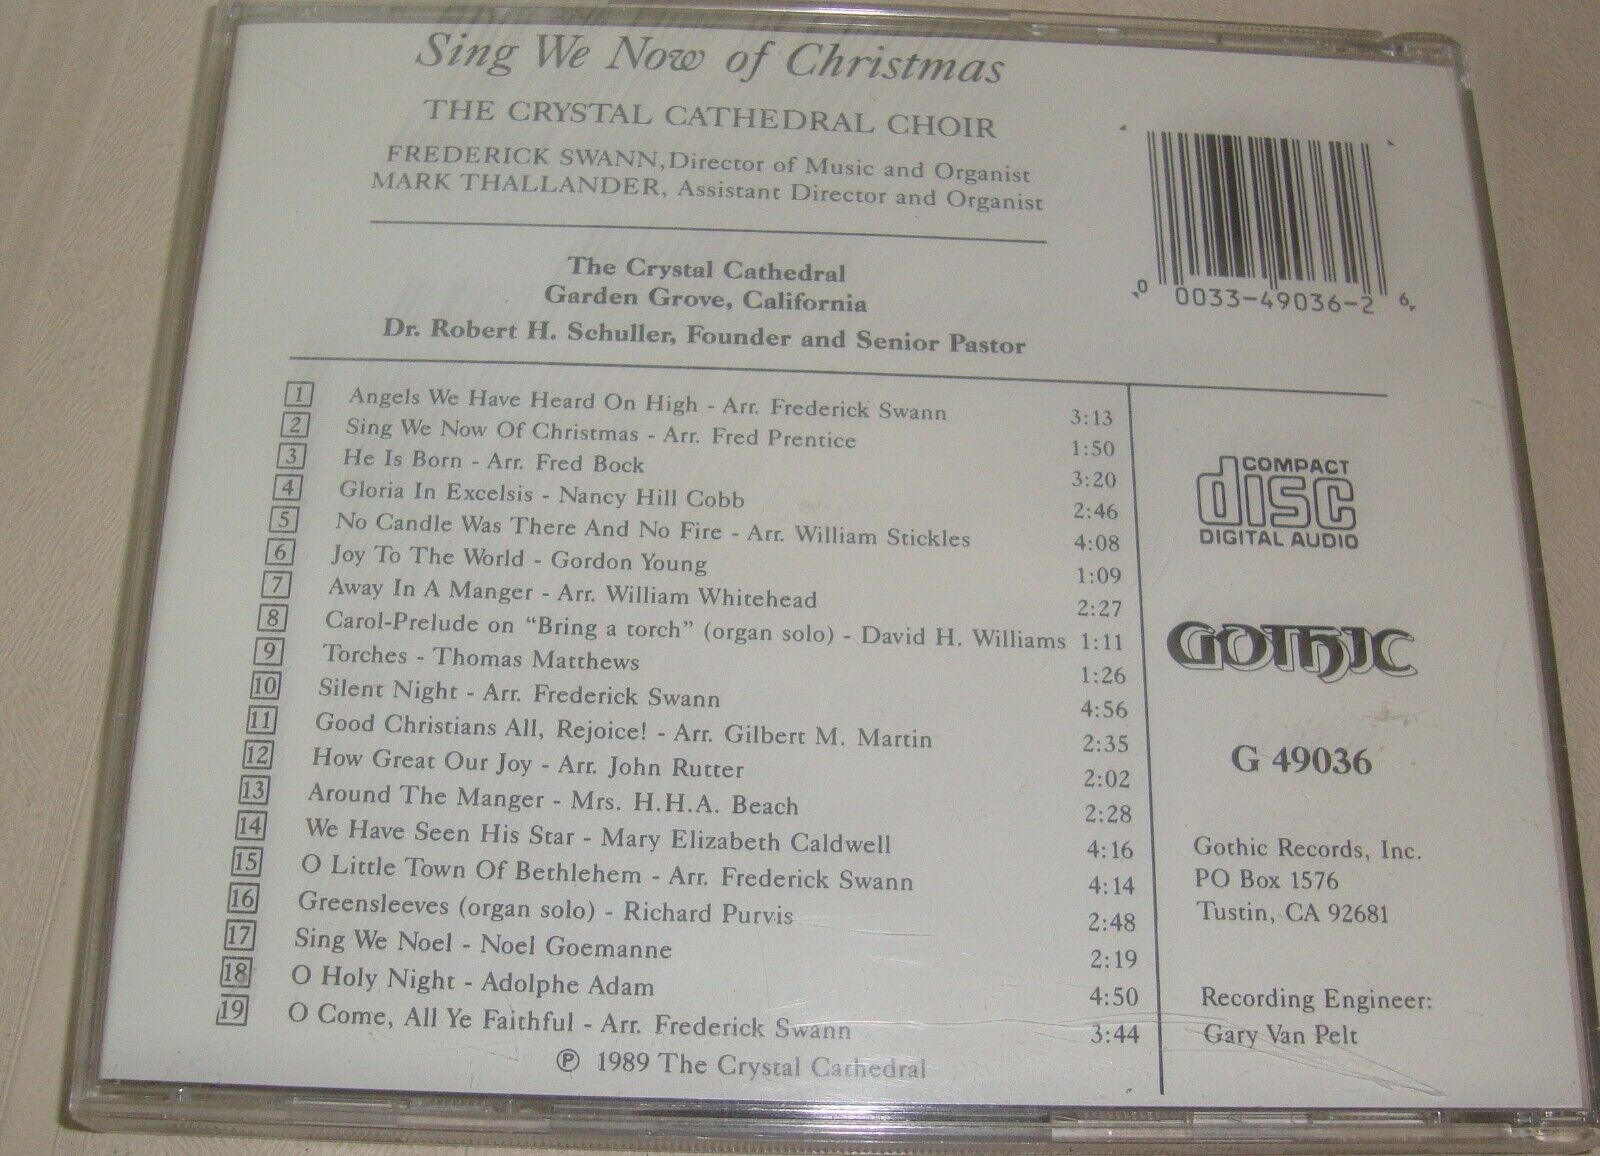 Sing We Now of Christmas
THE CRYSTAL CATHEDRAL CHOIR
FREDERICK SWANN, Director of Music and Organist
MARK THALLANDER, Assistant Director and Organist
The Crystal Cathedral
Garden Grove, California
Dr. Robert H. Schuller, Founder and Senior Pastor
0 0033-49036-2 6
1 Angels We Have Heard On High - Arr. Frederick Swann 3:13
2 Sing We Now Of Christmas - Arr. Fred Prentice 1:50
3 He Is Born - Arr. Fred Bock 3:20
4 Gloria In Excelsis - Nancy Hill Cobb 2:46
5 No Candle Was There And No Fire - Arr. William Stickles 4:08
6 Joy To The World - Gordon Young 1:09
7 Away In A Manger - Arr. William Whitehead 2:27
8 Carol-Prelude on "Bring a torch" (organ solo) - David H. Williams 1:11
9 Torches - Thomas Matthews 1:26
10 Silent Night - Arr. Frederick Swann 4:56
11 Good Christians All, Rejoice! - Arr. Gilbert M. Martin 2:35
12 How Great Our Joy - Arr. John Rutter 2:02
13 Around The Manger - Mrs. H.H.A. Beach 2:28
14 We Have Seen His Star - Mary Elizabeth Caldwell 4:16
15 O Little Town Of Bethlehem - Arr. Frederick Swann 4:14
16 Greensleeves (organ solo) - Richard Purvis 2:48
17 Sing We Noel - Noel Goemanne 2:19
18 O Holy Night - Adolphe Adam 4:50
19 O Come, All Ye Faithful - Arr. Frederick Swann 3:44
℗ 1989 The Crystal Cathedral
COMPACT
disc
DIGITAL AUDIO
GOTHIC
G 49036
Gothic Records, Inc.
PO Box 1576
Tustin, CA 92681
Recording Engineer:
Gary Van Pelt